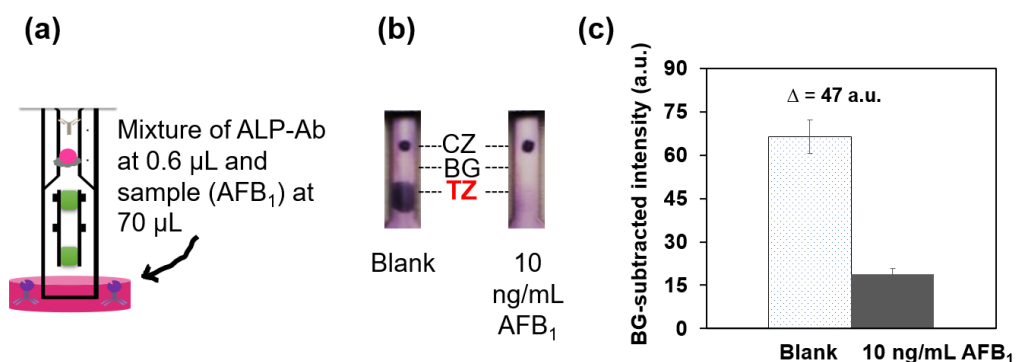 (a)
Mixture of ALP-Ab
at 0.6 µL and
sample (AFB₁) at
70 µL
(b)
CZ
BG
TZ
Blank
10
ng/mL
AFB₁
(c)
BG-subtracted intensity (a.u.)
90
75
60
45
30
15
0
Δ = 47 a.u.
Blank
10 ng/mL AFB₁